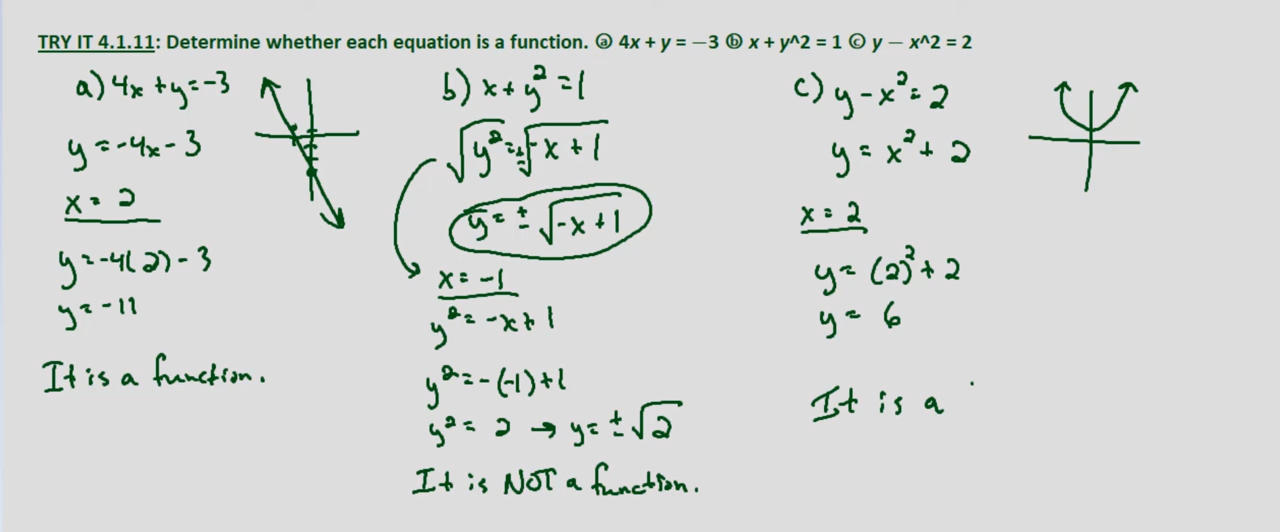 TRY IT 4.1.11: Determine whether each equation is a function. ⓐ 4x + y = −3 ⓑ x + y^2 = 1 ⓒ y − x^2 = 2
a) 4x + y = -3
y = -4x - 3
x = 2
y = -4(2) - 3
y = -11
It is a function.
b) x + y² = 1
√y² = ±√-x + 1
y = ±√-x + 1
x = -1
y² = -x + 1
y² = -(-1) + 1
y² = 2 → y = ±√2
It is NOT a function.
c) y - x² = 2
y = x² + 2
x = 2
y = (2)² + 2
y = 6
It is a